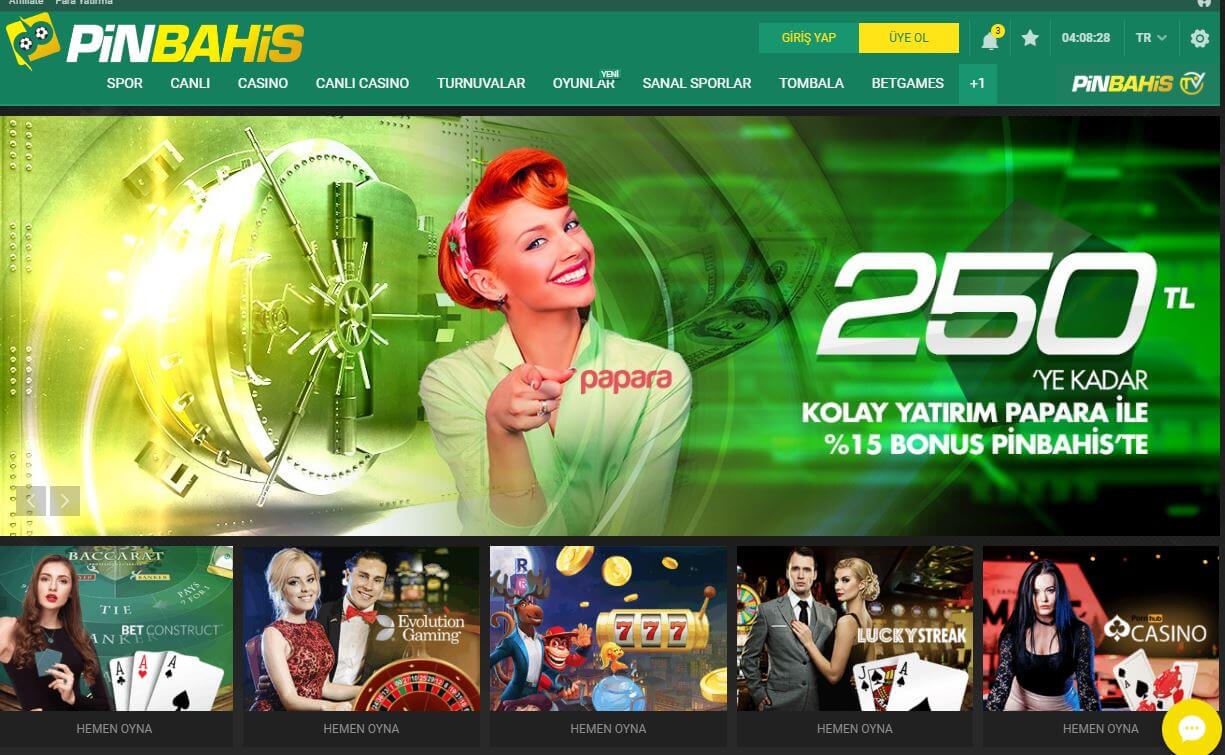 Affiliate Para Yatırma
PiNBAHiS
GİRİŞ YAP ÜYE OL 3 04:08:28 TR
SPOR CANLI CASINO CANLI CASINO TURNUVALAR OYUNLAR YENİ SANAL SPORLAR TOMBALA BETGAMES +1 PiNBAHiS TV
250 TL
'YE KADAR
papara
KOLAY YATIRIM PAPARA İLE
%15 BONUS PİNBAHİS'TE
BACCARAT
BANKER
PAYS
TIE
BET CONSTRUCT
A A A
Evolution
Gaming
R
777
LUCKYSTREAK
J A
Pornhub
CASINO
HEMEN OYNA HEMEN OYNA HEMEN OYNA HEMEN OYNA HEMEN OYNA